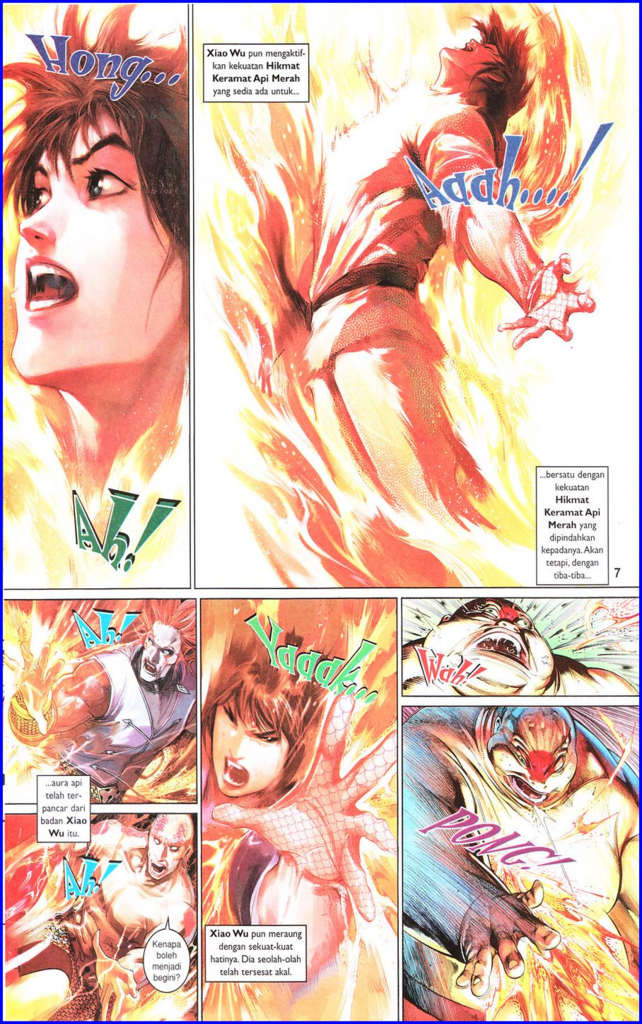 Hong...
Xiao Wu pun mengaktif-
kan kekuatan Hikmat
Keramat Api Merah
yang sedia ada untuk...
Aaah....!
Ah!
...bersatu dengan
kekuatan
Hikmat
Keramat Api
Merah yang
dipindahkan
kepadanya. Akan
tetapi, dengan
tiba-tiba...
7
Ah!
...aura api
telah ter-
pancar dari
badan Xiao
Wu itu.
Ah!
Kenapa
boleh
menjadi
begini?
Yaaak...
Xiao Wu pun meraung
dengan sekuat-kuat
hatinya. Dia seolah-olah
telah tersesat akal.
Wah!
PONG!